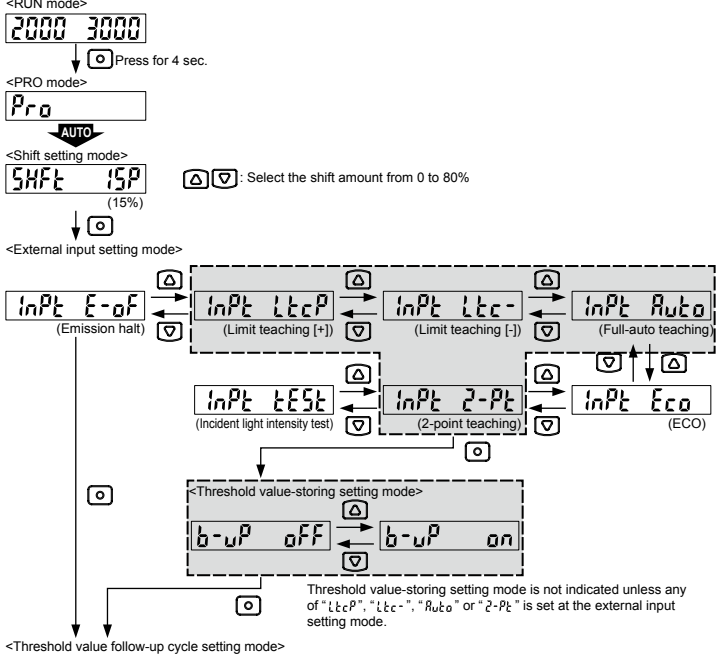 <RUN mode>
2000 3000
Press for 4 sec.
<PRO mode>
Pro
AUTO
<Shift setting mode>
SHFt 15P
: Select the shift amount from 0 to 80%
(15%)
<External input setting mode>
InPt E-oF
InPt LtcP
InPt Ltc-
InPt Auto
(Emission halt)
(Limit teaching [+])
(Limit teaching [-])
(Full-auto teaching)
InPt tESt
InPt 2-Pt
InPt Eco
(Incident light intensity test)
(2-point teaching)
(ECO)
<Threshold value-storing setting mode>
b-uP oFF
b-uP on
Threshold value-storing setting mode is not indicated unless any
of “LtcP”, “Ltc-”, “Auto” or “2-Pt” is set at the external input
setting mode.
<Threshold value follow-up cycle setting mode>